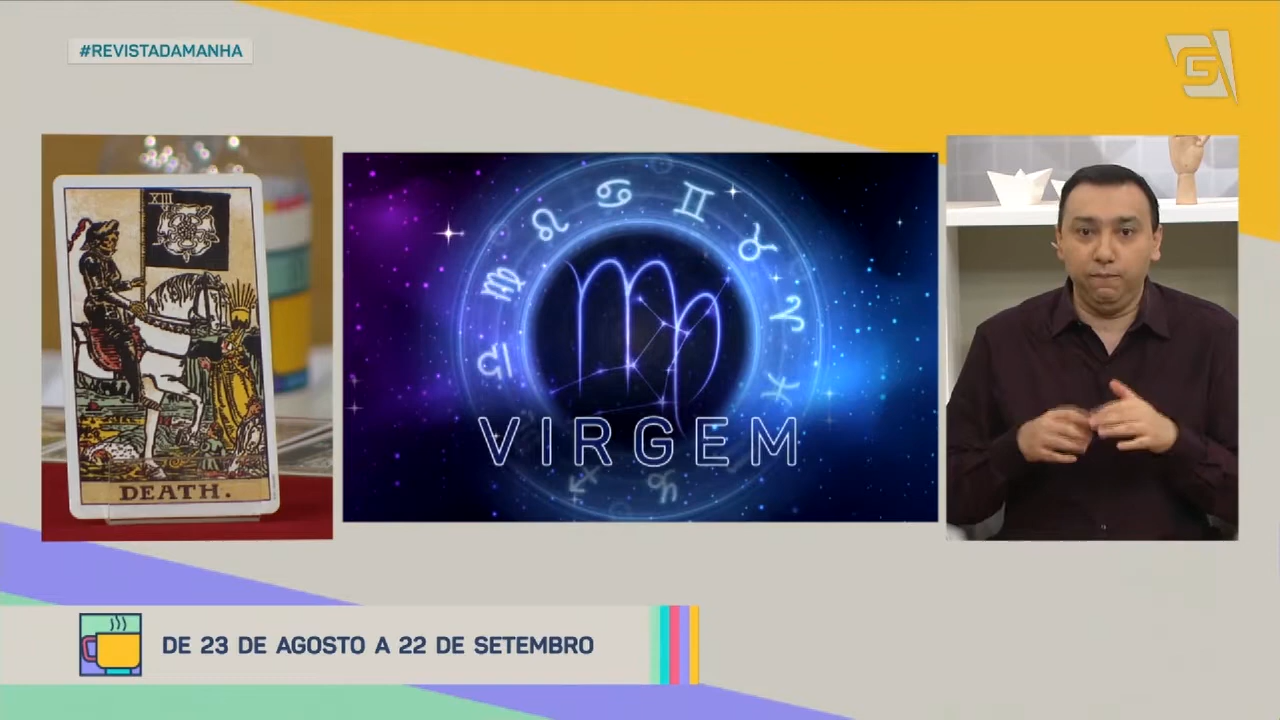 #REVISTADAMANHA
XIII
DEATH.
VIRGEM
DE 23 DE AGOSTO A 22 DE SETEMBRO